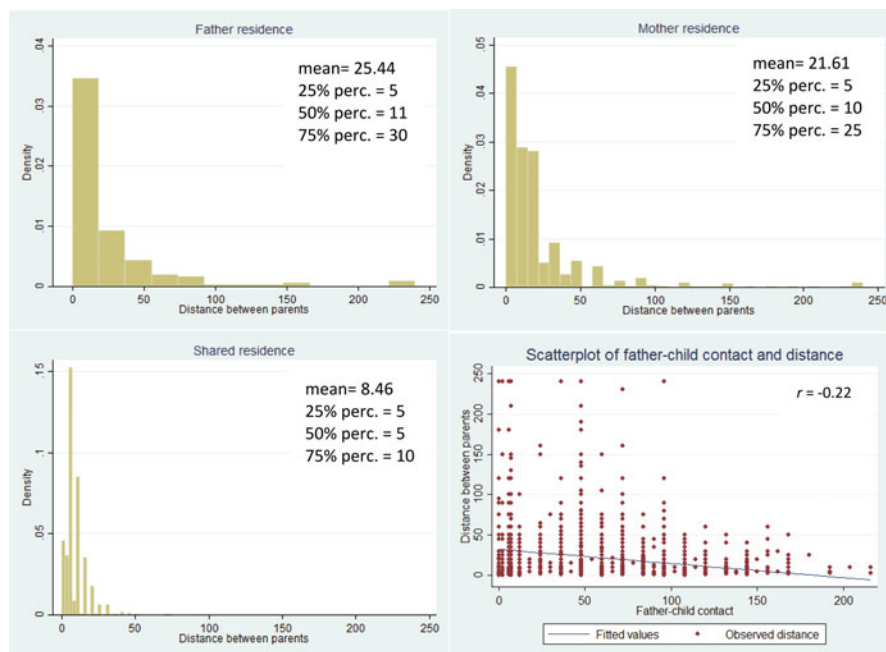 Father residence
mean= 25.44
25% perc. = 5
50% perc. = 11
75% perc. = 30
Density
0
.01
.02
.03
.04
0 50 100 150 200 250
Distance between parents
Mother residence
mean= 21.61
25% perc. = 5
50% perc. = 10
75% perc. = 25
Density
0
.01
.02
.03
.04
.05
0 50 100 150 200 250
Distance between parents
Shared residence
mean= 8.46
25% perc. = 5
50% perc. = 5
75% perc. = 10
Density
0
.05
.1
.15
0 50 100 150 200 250
Distance between parents
Scatterplot of father-child contact and distance
r = -0.22
Distance between parents
0
50
100
150
200
250
0 50 100 150 200
Father-child contact
Fitted values Observed distance